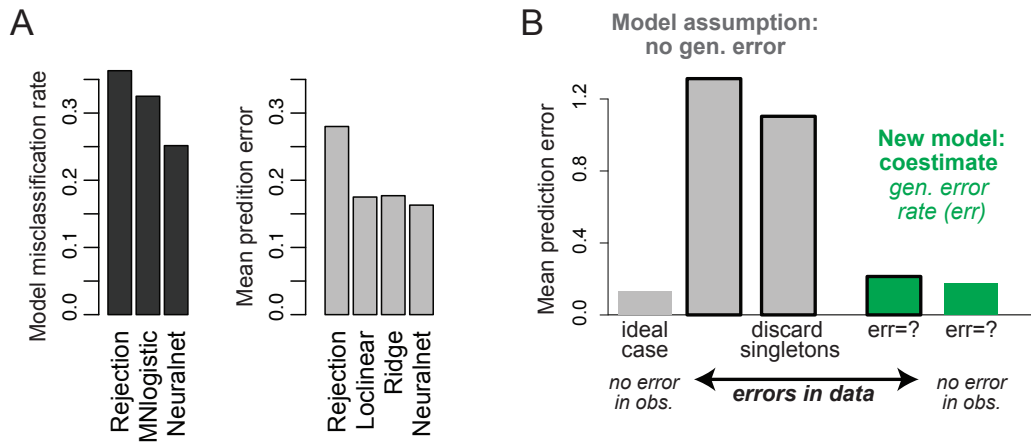 A
Model misclassification rate
0.0
0.1
0.2
0.3
Rejection
MNlogistic
Neuralnet
Mean predition error
0.0
0.1
0.2
0.3
Rejection
Loclinear
Ridge
Neuralnet
B
Model assumption:
no gen. error
Mean prediction error
0.0
0.4
0.8
1.2
New model:
coestimate
gen. error
rate (err)
ideal
case
discard
singletons
err=?
err=?
no error
in obs.
errors in data
no error
in obs.